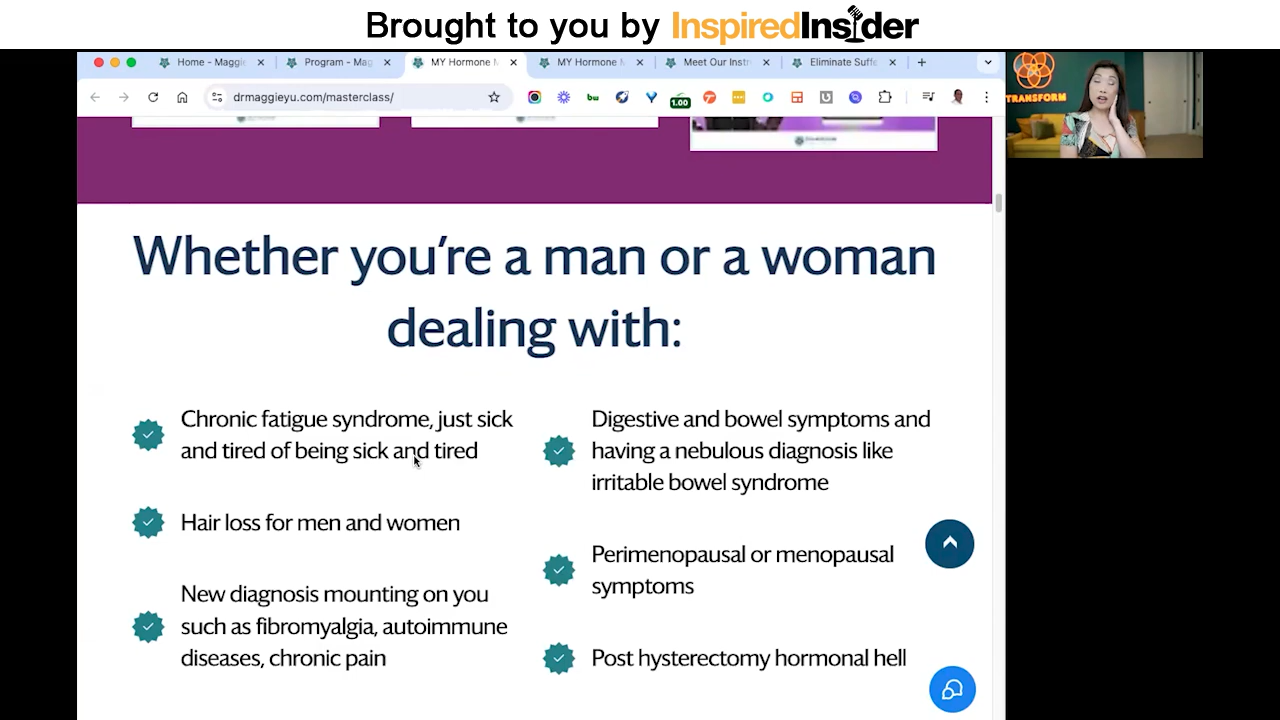 Brought to you by InspiredInsider
Home - Maggie
Program - Mag
MY Hormone M
MY Hormone M
Meet Our Instr
Eliminate Suffe
drmaggieyu.com/masterclass/
1.00
TRANSFORM
Whether you're a man or a woman
dealing with:
Chronic fatigue syndrome, just sick
and tired of being sick and tired
Hair loss for men and women
New diagnosis mounting on you
such as fibromyalgia, autoimmune
diseases, chronic pain
Digestive and bowel symptoms and
having a nebulous diagnosis like
irritable bowel syndrome
Perimenopausal or menopausal
symptoms
Post hysterectomy hormonal hell